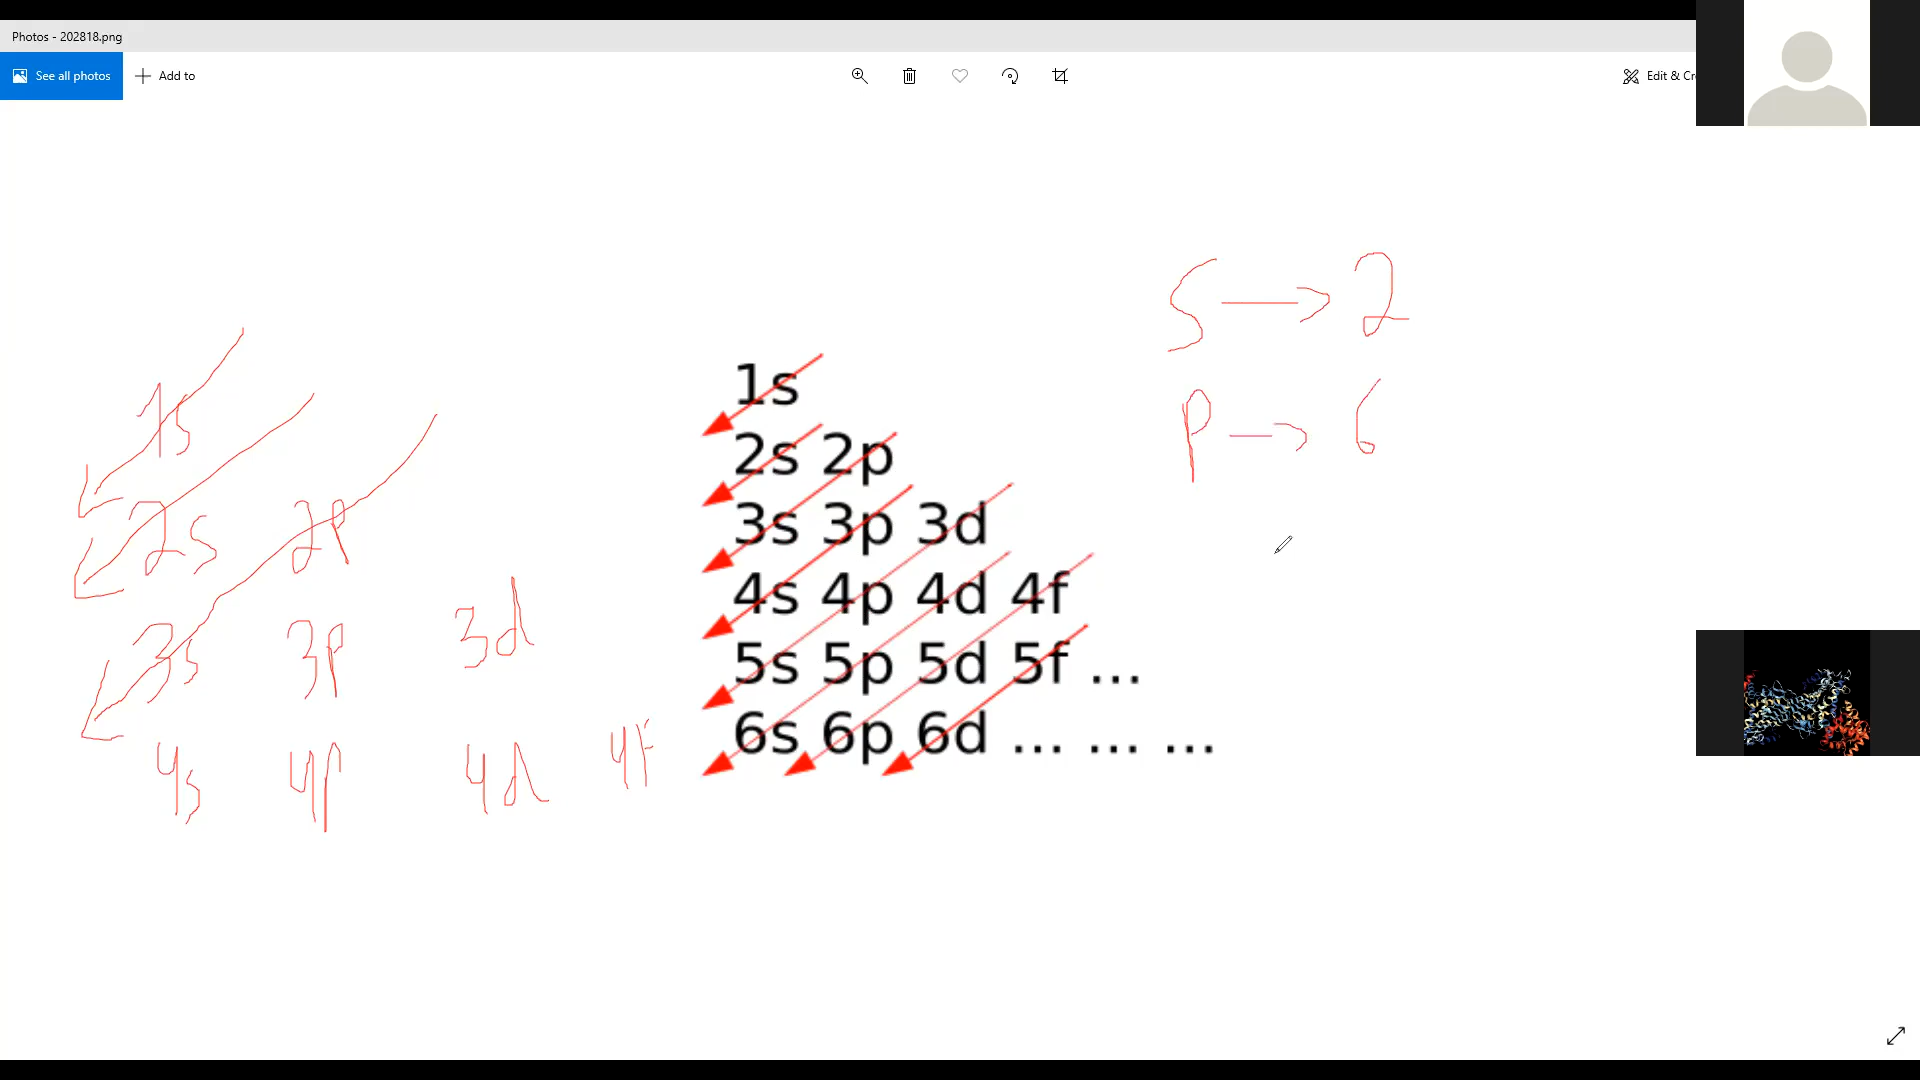 Photos - 202818.png
See all photos
Add to
Edit & Cr
S → 2
P → 6
1s
2s 2p
3s 3p 3d
4s 4p 4d 4f
5s 5p 5d 5f ...
6s 6p 6d ... ... ...
1s
2s 2p
3s 3p 3d
4s 4p 4d 4f